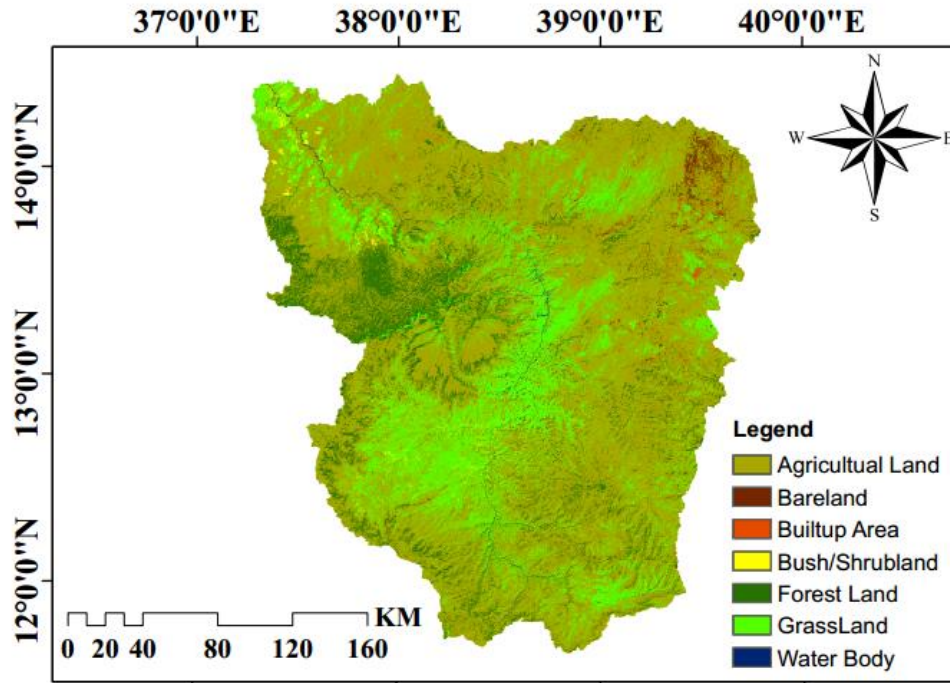 37°0'0"E 38°0'0"E 39°0'0"E 40°0'0"E
N
W E
S
14°0'0"N
13°0'0"N
12°0'0"N
Legend
Agricultual Land
Bareland
Builtup Area
Bush/Shrubland
Forest Land
GrassLand
Water Body
KM
0 20 40 80 120 160